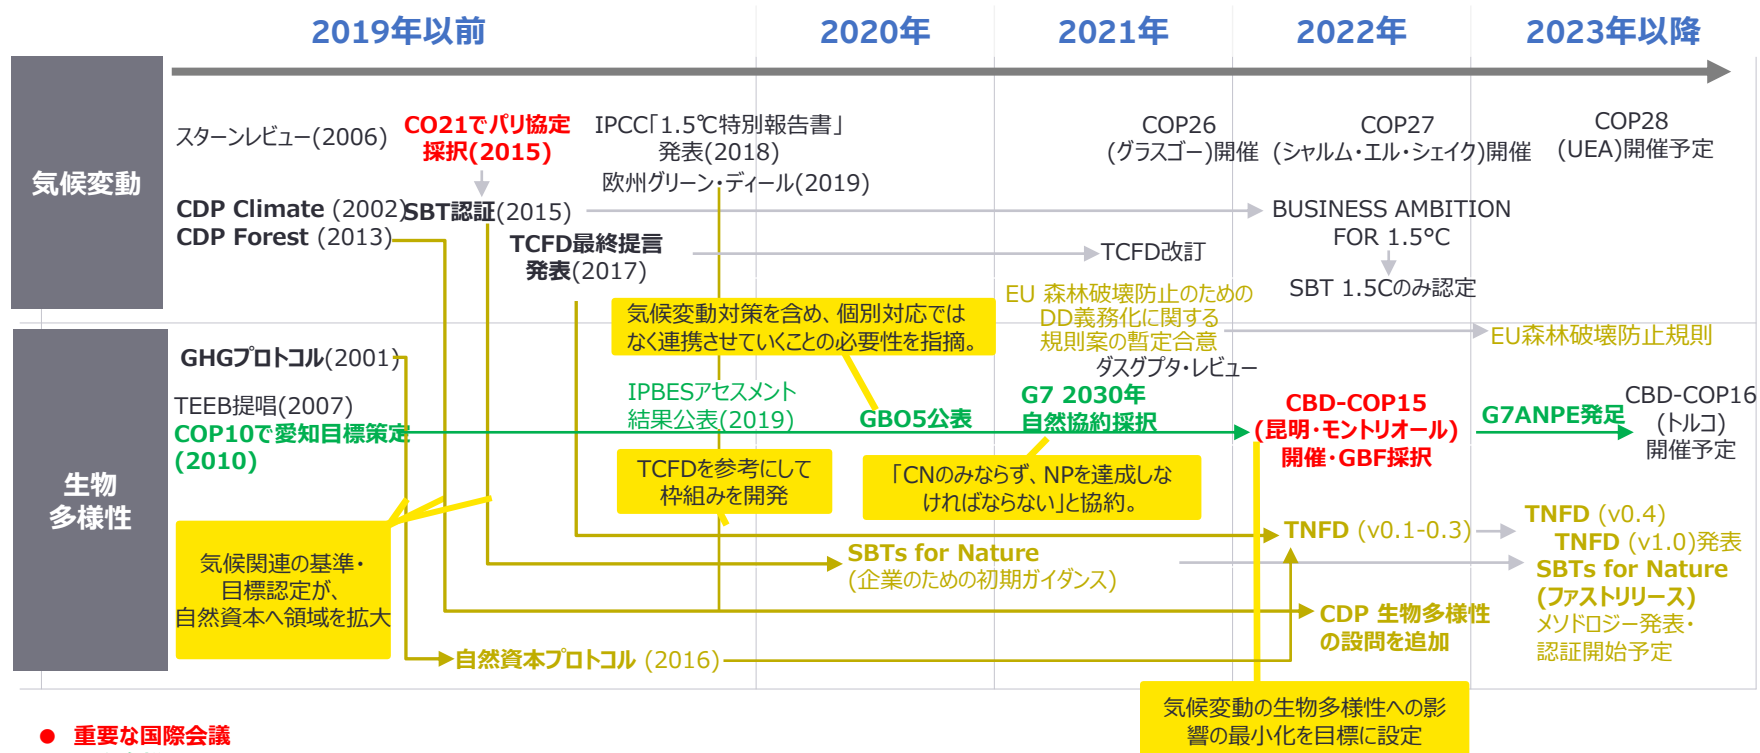 2019年以前
2020年
2021年
2022年
2023年以降
気候変動
スターンレビュー(2006)
CO21でパリ協定
採択(2015)
IPCC「1.5℃特別報告書」
発表(2018)
欧州グリーン・ディール(2019)
COP26
(グラスゴー)開催
COP27
(シャルム・エル・シェイク)開催
COP28
(UEA)開催予定
CDP Climate (2002)
CDP Forest (2013)
SBT認証(2015)
TCFD最終提言
発表(2017)
TCFD改訂
BUSINESS AMBITION
FOR 1.5°C
SBT 1.5Cのみ認定
気候変動対策を含め、個別対応では
なく連携させていくことの必要性を指摘。
EU 森林破壊防止のための
DD義務化に関する
規則案の暫定合意
EU森林破壊防止規則
生物
多様性
GHGプロトコル(2001)
ダスグプタ・レビュー
TEEB提唱(2007)
COP10で愛知目標策定
(2010)
IPBESアセスメント
結果公表(2019)
GBO5公表
G7 2030年
自然協約採択
CBD-COP15
(昆明・モントリオール)
開催・GBF採択
G7ANPE発足
CBD-COP16
(トルコ)
開催予定
TCFDを参考にして
枠組みを開発
「CNのみならず、NPを達成しな
ければならない」と協約。
気候関連の基準・
目標認定が、
自然資本へ領域を拡大
TNFD (v0.1-0.3)
TNFD (v0.4)
TNFD (v1.0)発表
SBTs for Nature
(企業のための初期ガイダンス)
SBTs for Nature
(ファストリリース)
メソドロジー発表・
認証開始予定
CDP 生物多様性
の設問を追加
自然資本プロトコル (2016)
気候変動の生物多様性への影
響の最小化を目標に設定
● 重要な国際会議